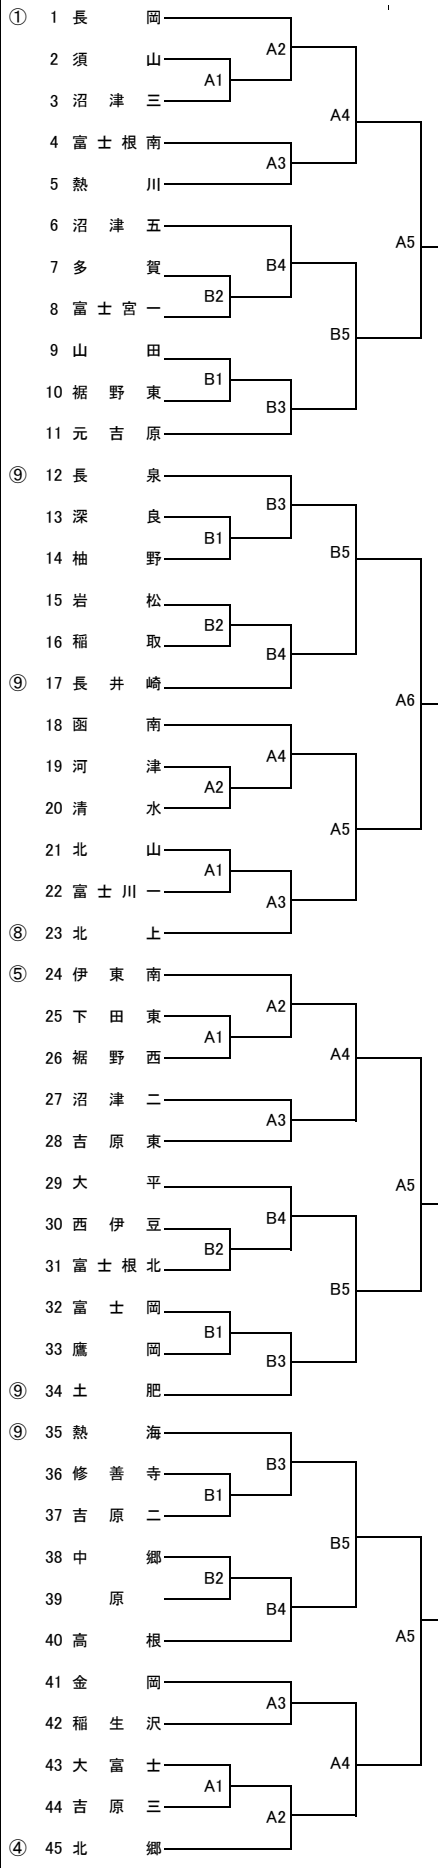 ① 1 長岡
A2
2 須山
A1
3 沼津三
A4
4 富士根南
A3
5 熱川
A5
6 沼津五
B4
7 多賀
B2
8 富士宮一
B5
9 山田
B1
10 裾野東
B3
11 元吉原
⑨ 12 長泉
B3
13 深良
B1
14 柚野
B5
15 岩松
B2
16 稲取
B4
⑨ 17 長井崎
A6
18 函南
A4
19 河津
A2
20 清水
A5
21 北山
A1
22 富士川一
A3
⑧ 23 北上
⑤ 24 伊東南
A2
25 下田東
A1
26 裾野西
A4
27 沼津二
A3
28 吉原東
A5
29 大平
B4
30 西伊豆
B2
31 富士根北
B5
32 富士岡
B1
33 鷹岡
B3
⑨ 34 土肥
⑨ 35 熱海
B3
36 修善寺
B1
37 吉原二
B5
38 中郷
B2
39 原
B4
40 高根
A5
41 金岡
A3
42 稲生沢
A4
43 大富士
A1
44 吉原三
A2
④ 45 北郷